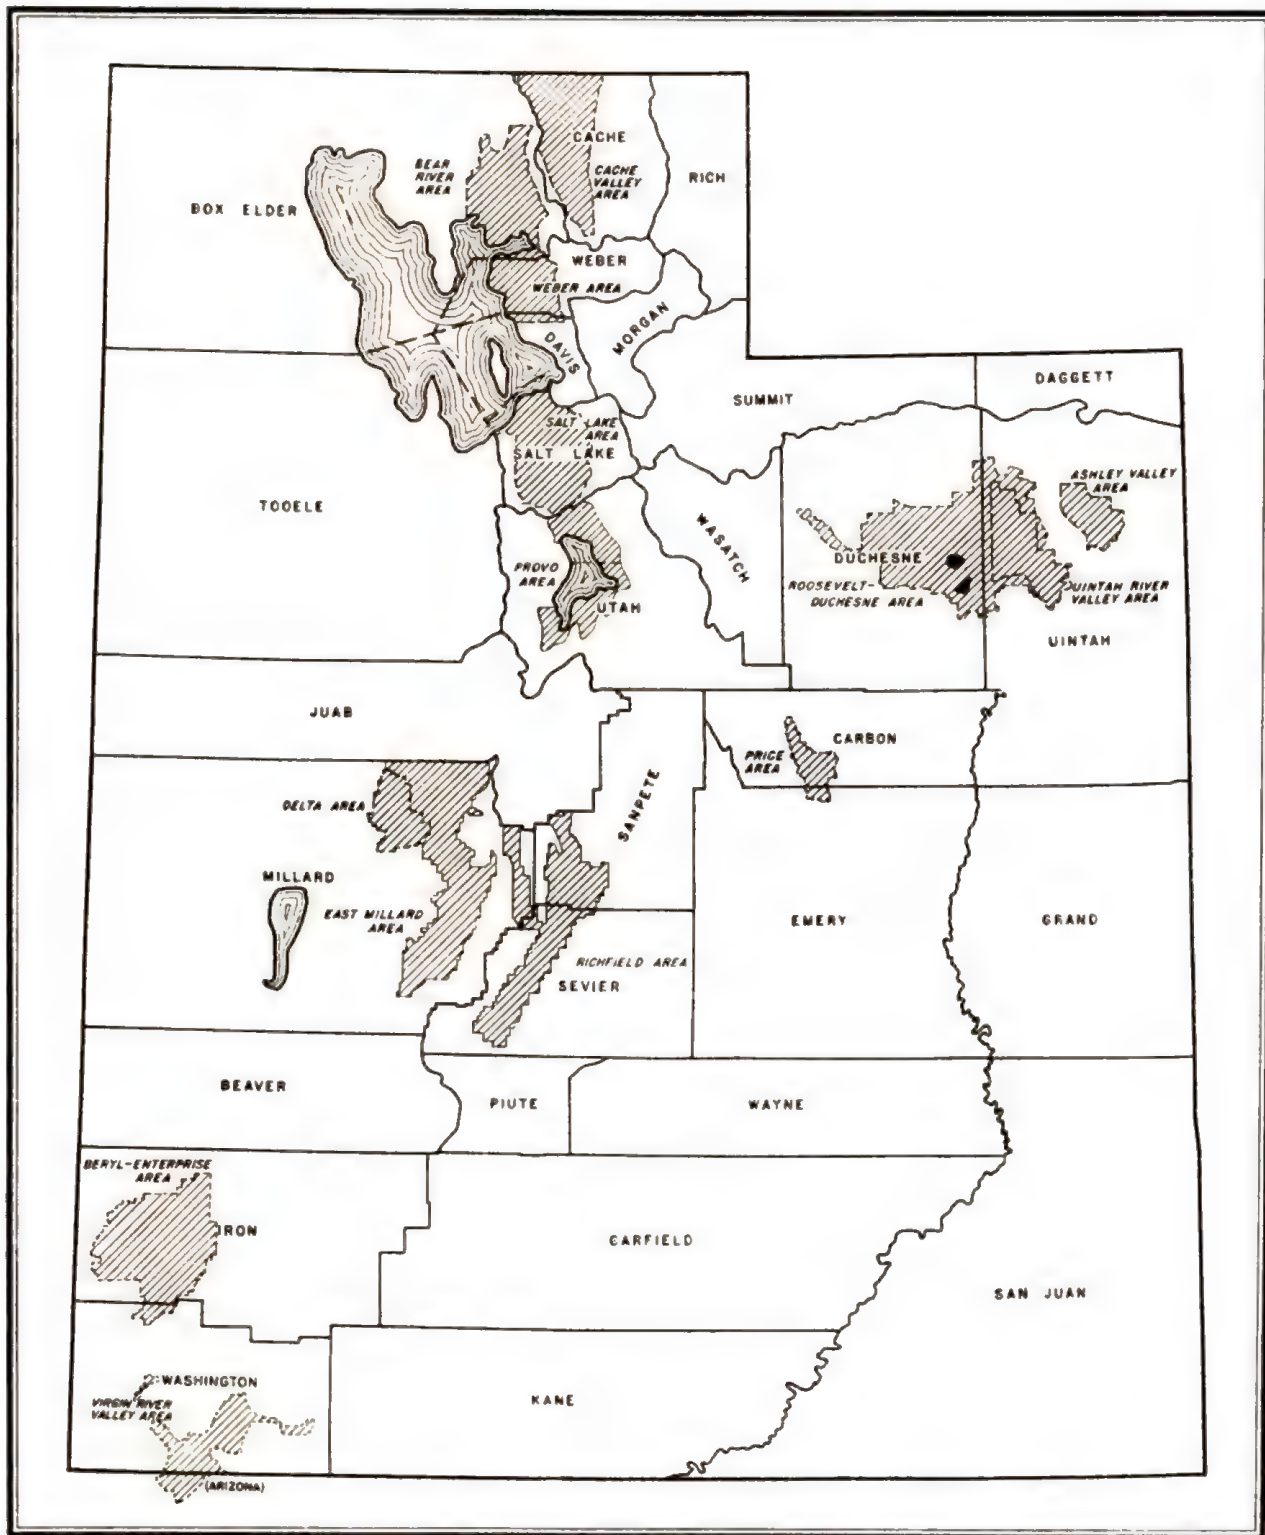 CACHE
BEAR
RIVER
AREA
CACHE
VALLEY
AREA
RICH
BOX ELDER
WEBER
WEBER AREA
MORGAN
DAVIS
DAGGETT
SUMMIT
SALT LAKE
AREA
SALT LAKE
ASHLEY VALLEY
AREA
TOOELE
WASATCH
PROVO
AREA
UTAH
DUCHESNE
ROOSEVELT-
DUCHESNE AREA
UINTAH RIVER
VALLEY AREA
UINTAH
JUAB
CARBON
PRICE
AREA
SANPETE
DELTA AREA
MILLARD
EAST MILLARD
AREA
EMERY
GRAND
RICHFIELD AREA
SEVIER
BEAVER
PIUTE
WAYNE
BERYL-ENTERPRISE
AREA
IRON
GARFIELD
SAN JUAN
WASHINGTON
VIRGIN RIVER
VALLEY AREA
KANE
(ARIZONA)